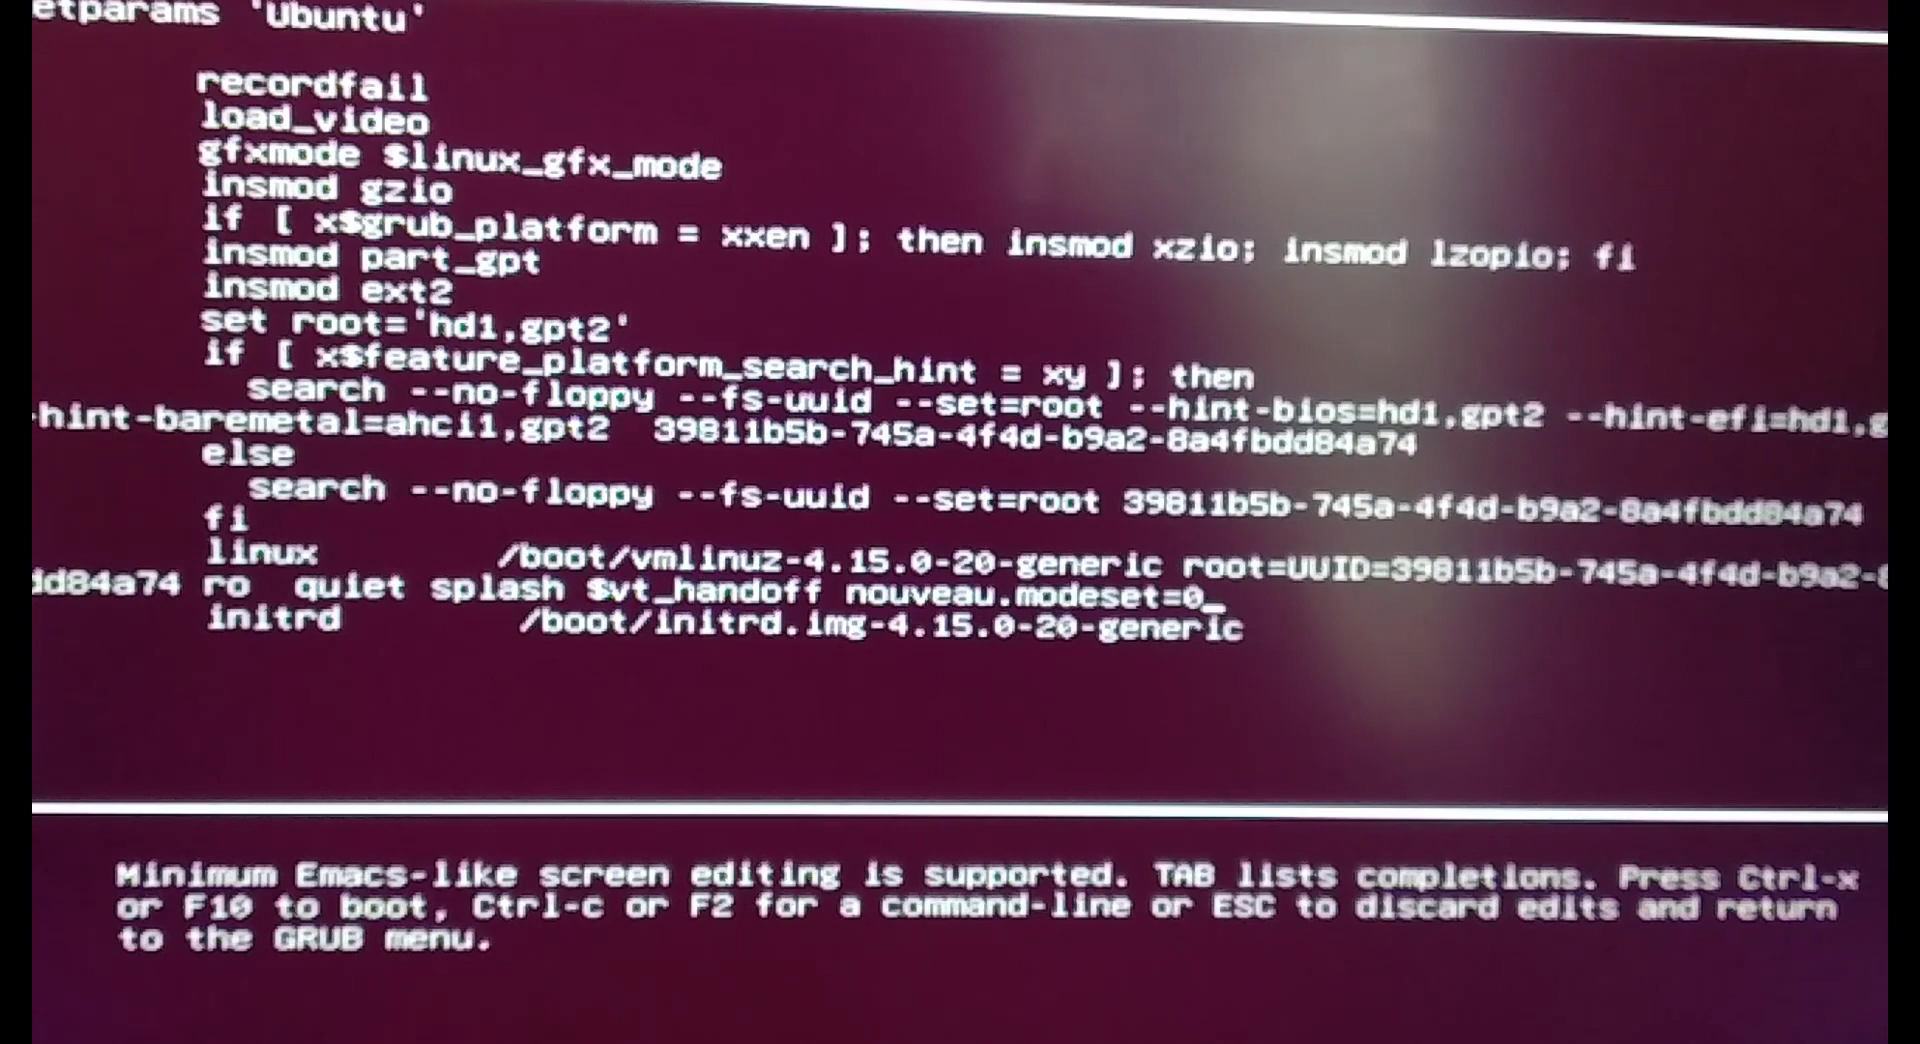 etparams 'Ubuntu'
recordfail
load_video
gfxmode $linux_gfx_mode
insmod gzio
if [ x$grub_platform = xxen ]; then insmod xzio; insmod lzopio; fi
insmod part_gpt
insmod ext2
set root='hd1,gpt2'
if [ x$feature_platform_search_hint = xy ]; then
search --no-floppy --fs-uuid --set=root --hint-bios=hd1,gpt2 --hint-efi=hd1,g
-hint-baremetal=ahci1,gpt2 39811b5b-745a-4f4d-b9a2-8a4fbdd84a74
else
search --no-floppy --fs-uuid --set=root 39811b5b-745a-4f4d-b9a2-8a4fbdd84a74
fi
linux /boot/vmlinuz-4.15.0-20-generic root=UUID=39811b5b-745a-4f4d-b9a2-8
dd84a74 ro quiet splash $vt_handoff nouveau.modeset=0_
initrd /boot/initrd.img-4.15.0-20-generic
Minimum Emacs-like screen editing is supported. TAB lists completions. Press Ctrl-x
or F10 to boot, Ctrl-c or F2 for a command-line or ESC to discard edits and return
to the GRUB menu.